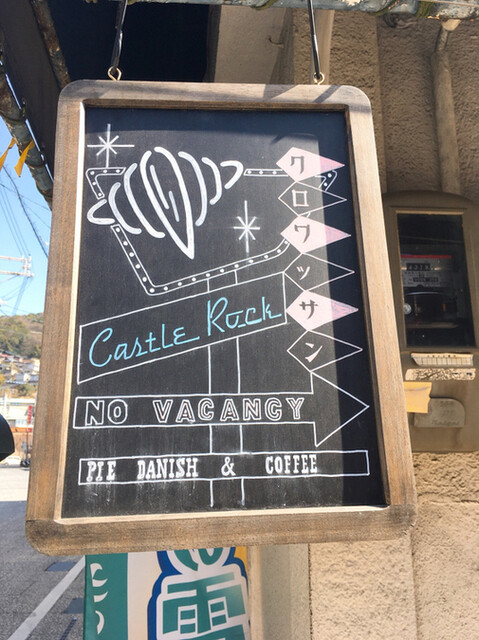 クロワッサン
Castle Rock
NO VACANCY
PIE DANISH & COFFEE